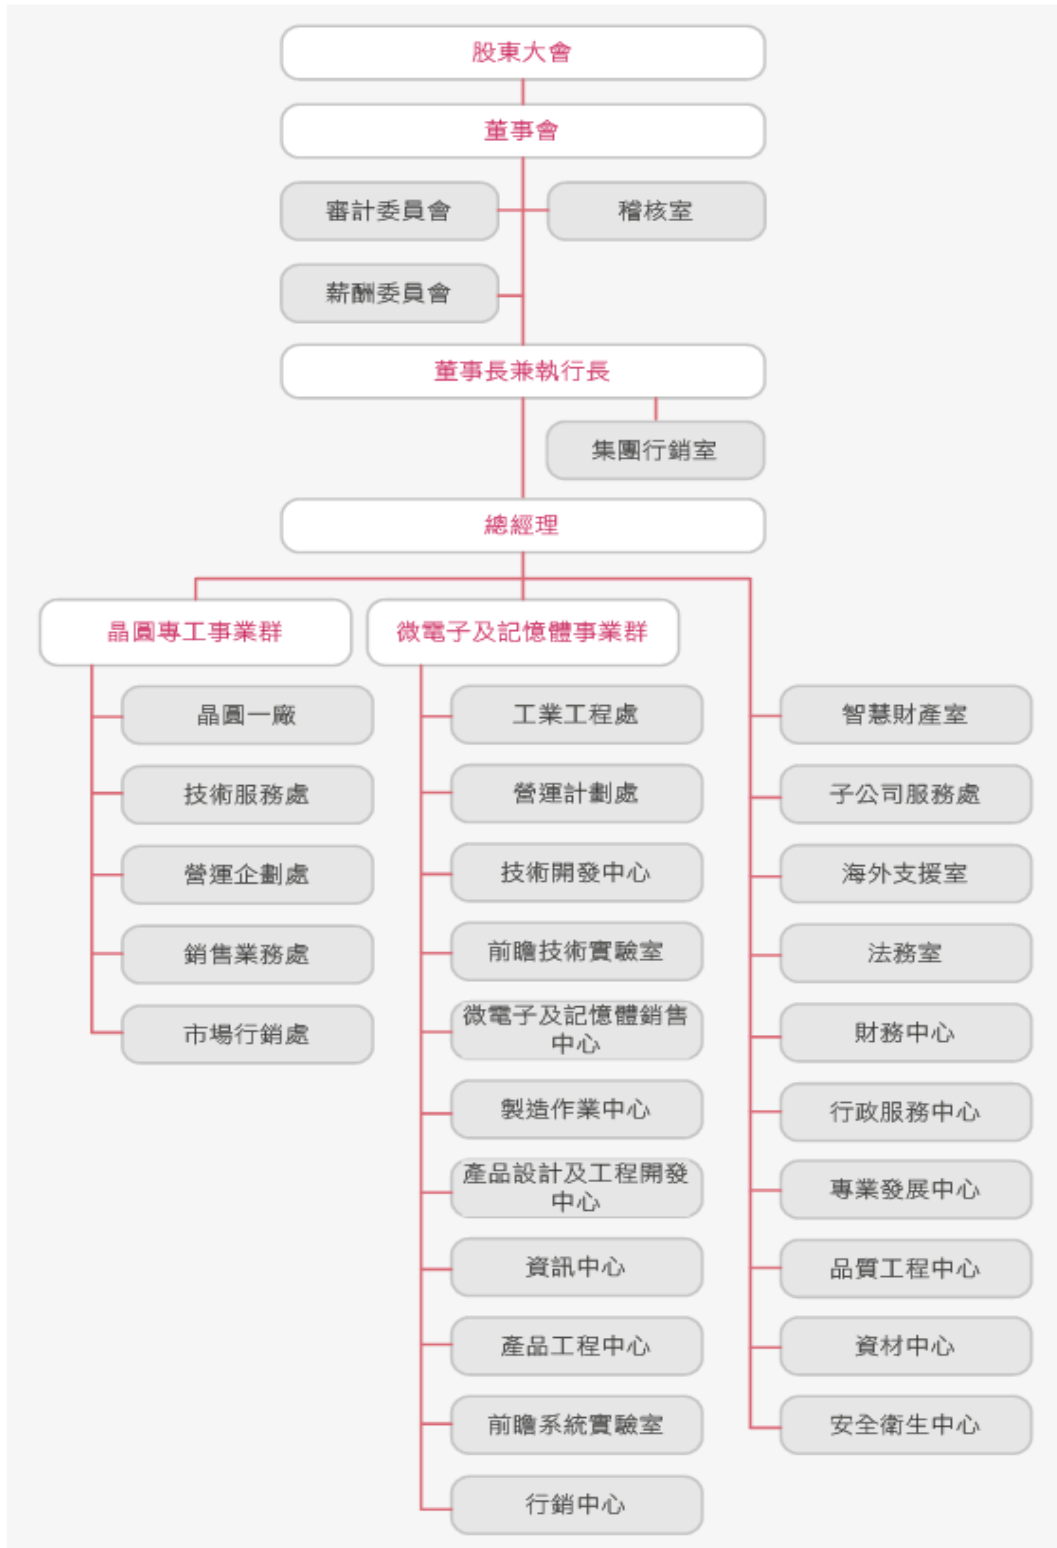 股東大會
董事會
審計委員會
稽核室
薪酬委員會
董事長兼執行長
集團行銷室
總經理
晶圓專工事業群
晶圓一廠
技術服務處
營運企劃處
銷售業務處
市場行銷處
微電子及記憶體事業群
工業工程處
營運計劃處
技術開發中心
前瞻技術實驗室
微電子及記憶體銷售
中心
製造作業中心
產品設計及工程開發
中心
資訊中心
產品工程中心
前瞻系統實驗室
行銷中心
智慧財產室
子公司服務處
海外支援室
法務室
財務中心
行政服務中心
專業發展中心
品質工程中心
資材中心
安全衛生中心